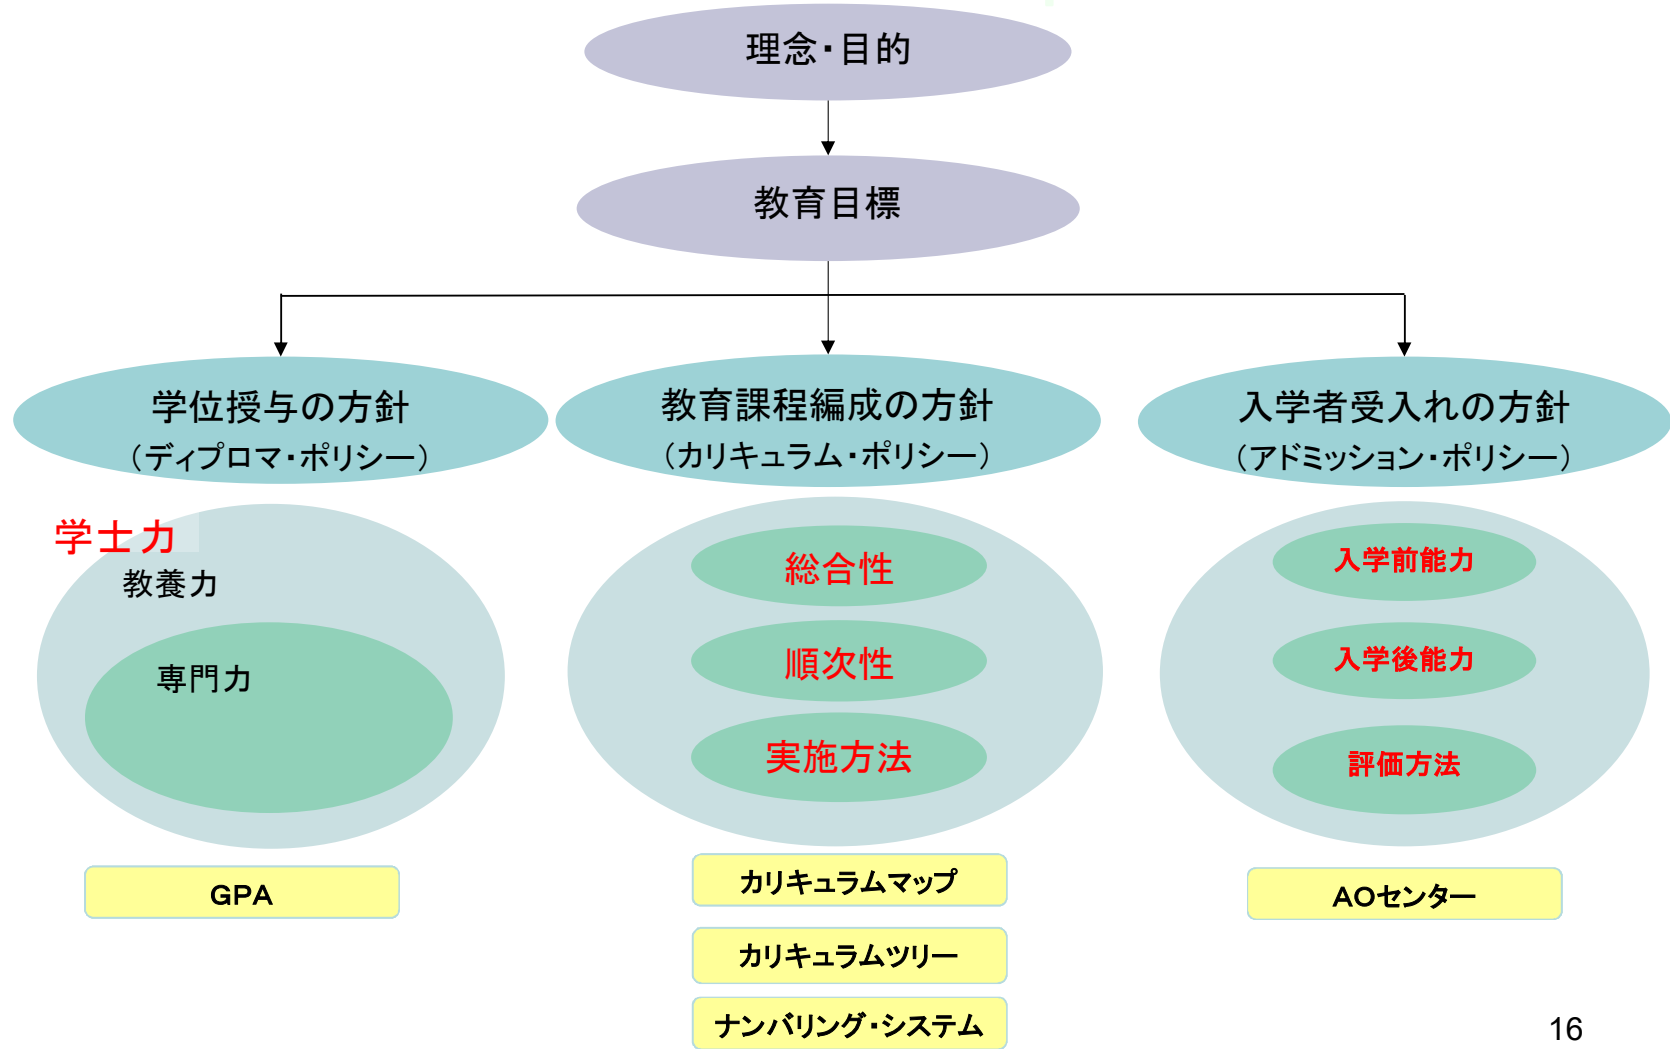 理念・目的
教育目標
学位授与の方針
（ディプロマ・ポリシー）
教育課程編成の方針
（カリキュラム・ポリシー）
入学者受入れの方針
（アドミッション・ポリシー）
学士力
教養力
専門力
総合性
順次性
実施方法
入学前能力
入学後能力
評価方法
GPA
カリキュラムマップ
カリキュラムツリー
ナンバリング・システム
AOセンター
16